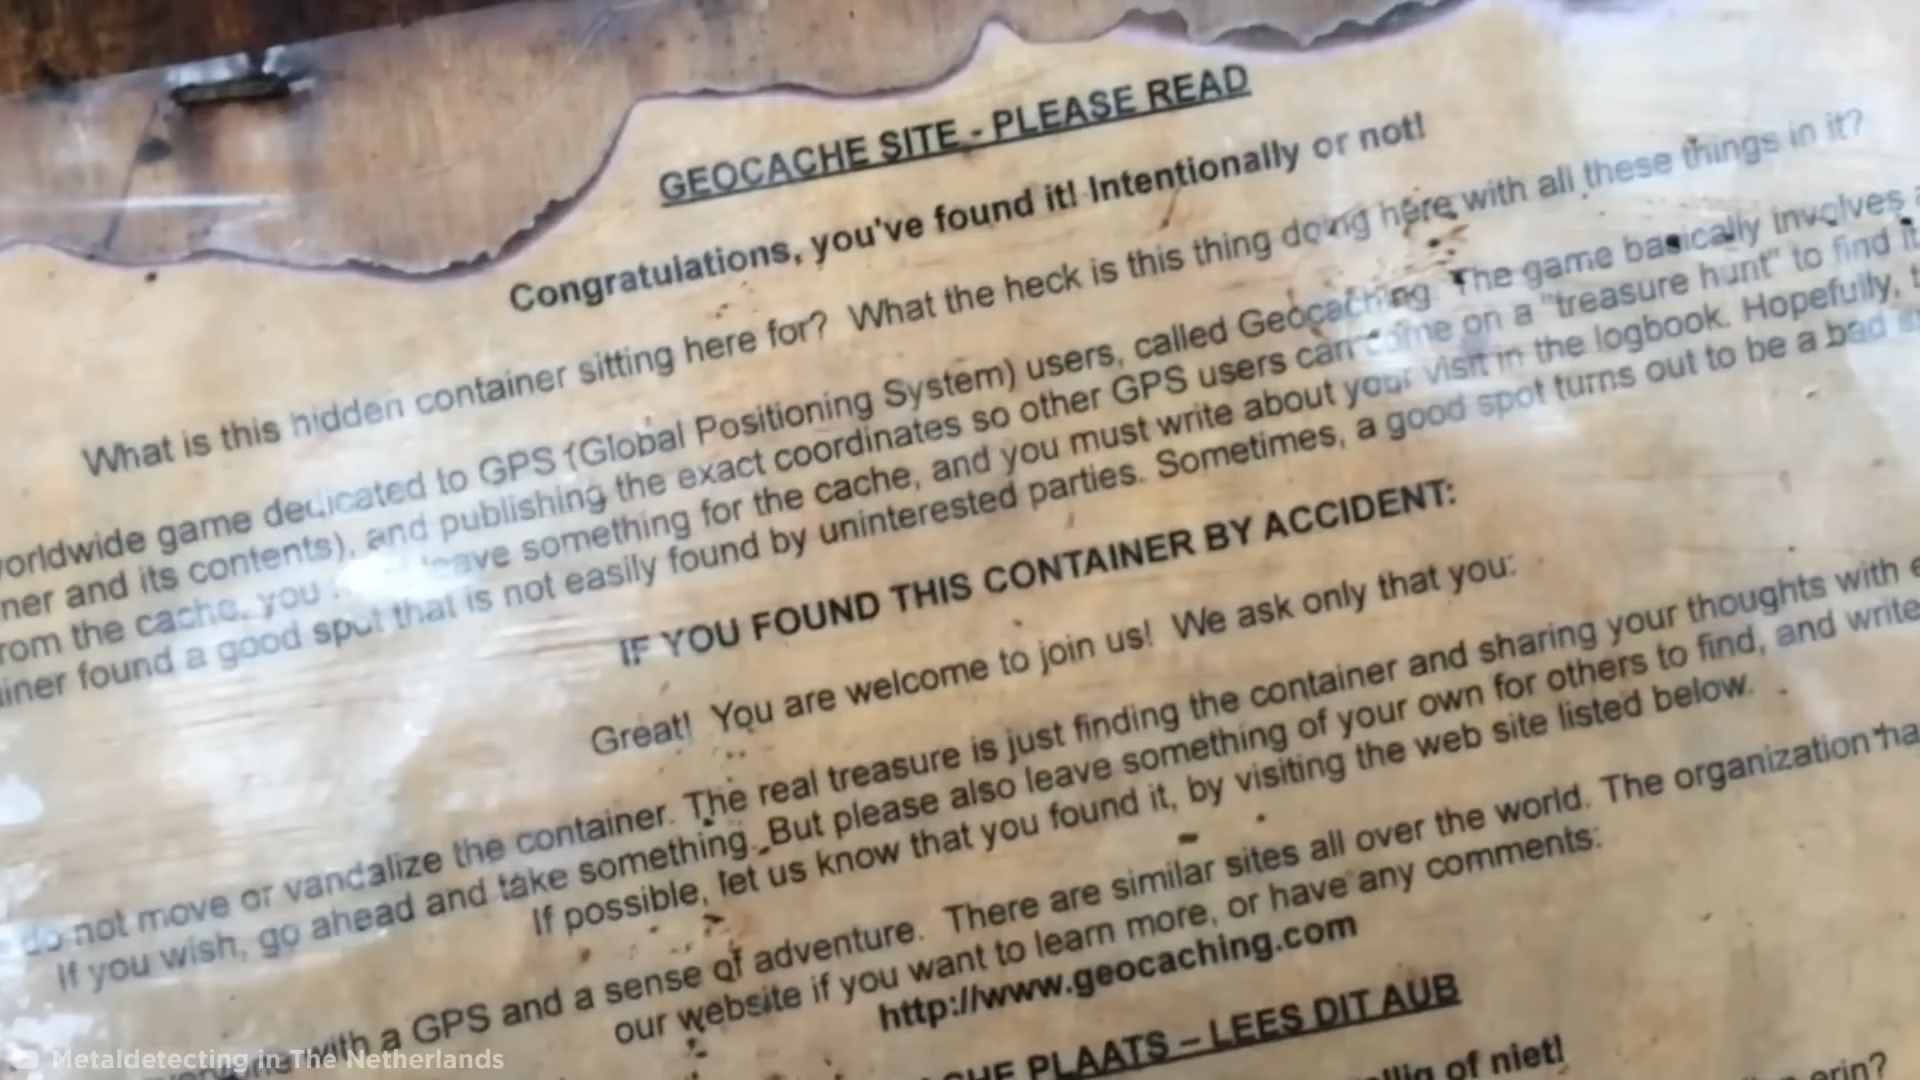 GEOCACHE SITE - PLEASE READ
Congratulations, you've found it! Intentionally or not!
What is this hidden container sitting here for? What the heck is this thing doing here with all these things in it?
worldwide game dedicated to GPS (Global Positioning System) users, called Geocaching. The game basically involves a
ner and its contents), and publishing the exact coordinates so other GPS users can come on a "treasure hunt" to find it
rom the cache, you leave something for the cache, and you must write about your visit in the logbook. Hopefully, t
iner found a good spot that is not easily found by uninterested parties. Sometimes, a good spot turns out to be a bad
IF YOU FOUND THIS CONTAINER BY ACCIDENT:
Great! You are welcome to join us! We ask only that you:
do not move or vandalize the container. The real treasure is just finding the container and sharing your thoughts with e
If you wish, go ahead and take something. But please also leave something of your own for others to find, and write
If possible, let us know that you found it, by visiting the web site listed below.
with a GPS and a sense of adventure. There are similar sites all over the world. The organization ha
our website if you want to learn more, or have any comments:
http://www.geocaching.com
CHE PLAATS – LEES DIT AUB
llig of niet!
erin?
Metaldetecting in The Netherlands